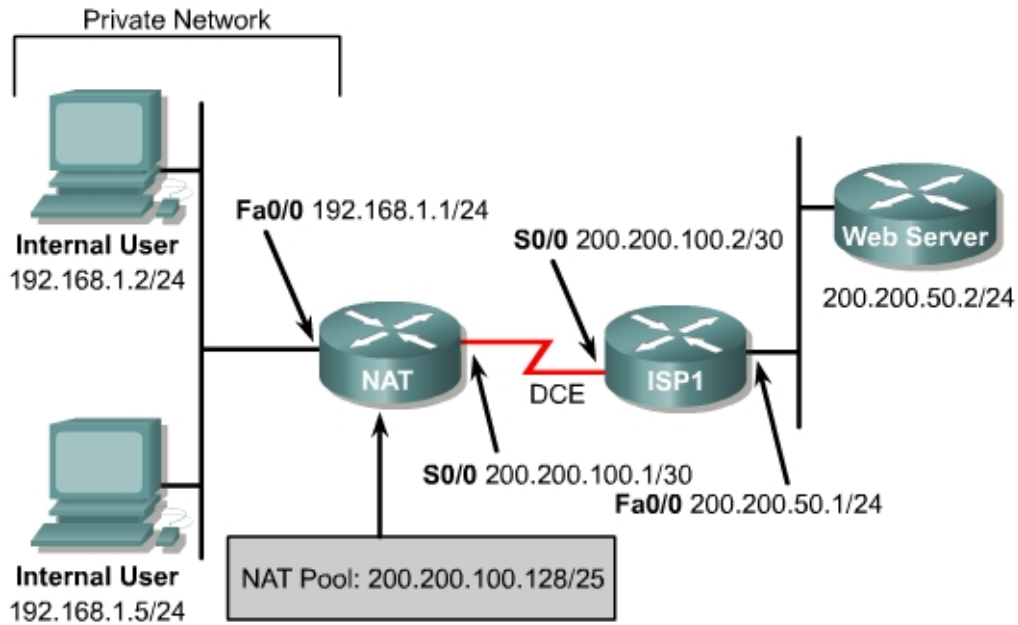 Private Network
Internal User
192.168.1.2/24
Fa0/0 192.168.1.1/24
S0/0 200.200.100.2/30
Web Server
200.200.50.2/24
NAT
DCE
ISP1
S0/0 200.200.100.1/30
Fa0/0 200.200.50.1/24
NAT Pool: 200.200.100.128/25
Internal User
192.168.1.5/24